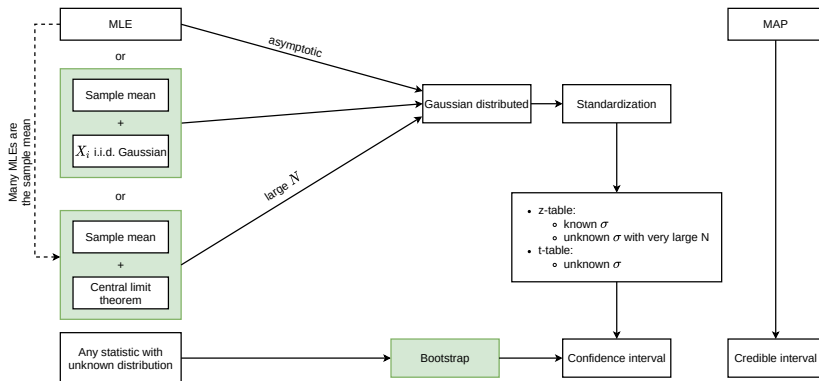 MLE
MAP
asymptotic
or
Sample mean
+
X_i i.i.d. Gaussian
Gaussian distributed
Standardization
Many MLEs are
the sample mean
or
large N
Sample mean
+
Central limit
theorem
• z-table:
∘ known σ
∘ unknown σ with very large N
• t-table:
∘ unknown σ
Any statistic with
unknown distribution
Bootstrap
Confidence interval
Credible interval